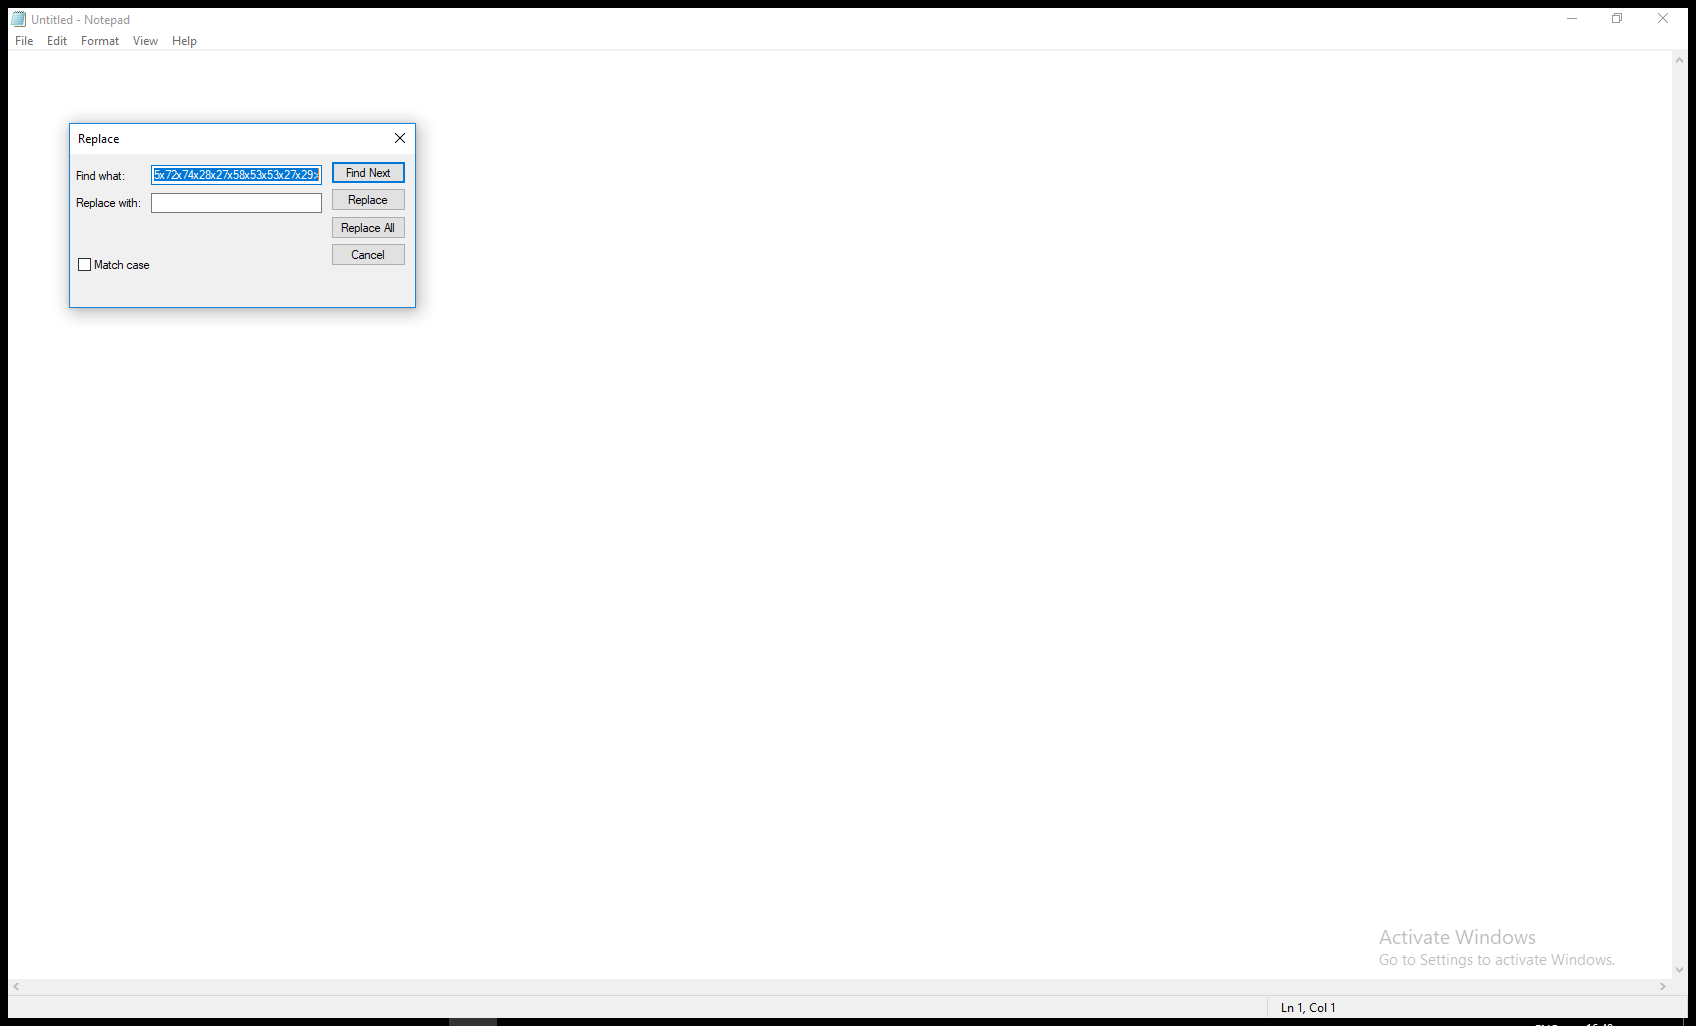 Untitled - Notepad
File Edit Format View Help
Replace
Find what: 5x72x74x28x27x58x53x53x27x29> Find Next
Replace with: Replace
Replace All
Cancel
Match case
Activate Windows
Go to Settings to activate Windows.
Ln 1, Col 1